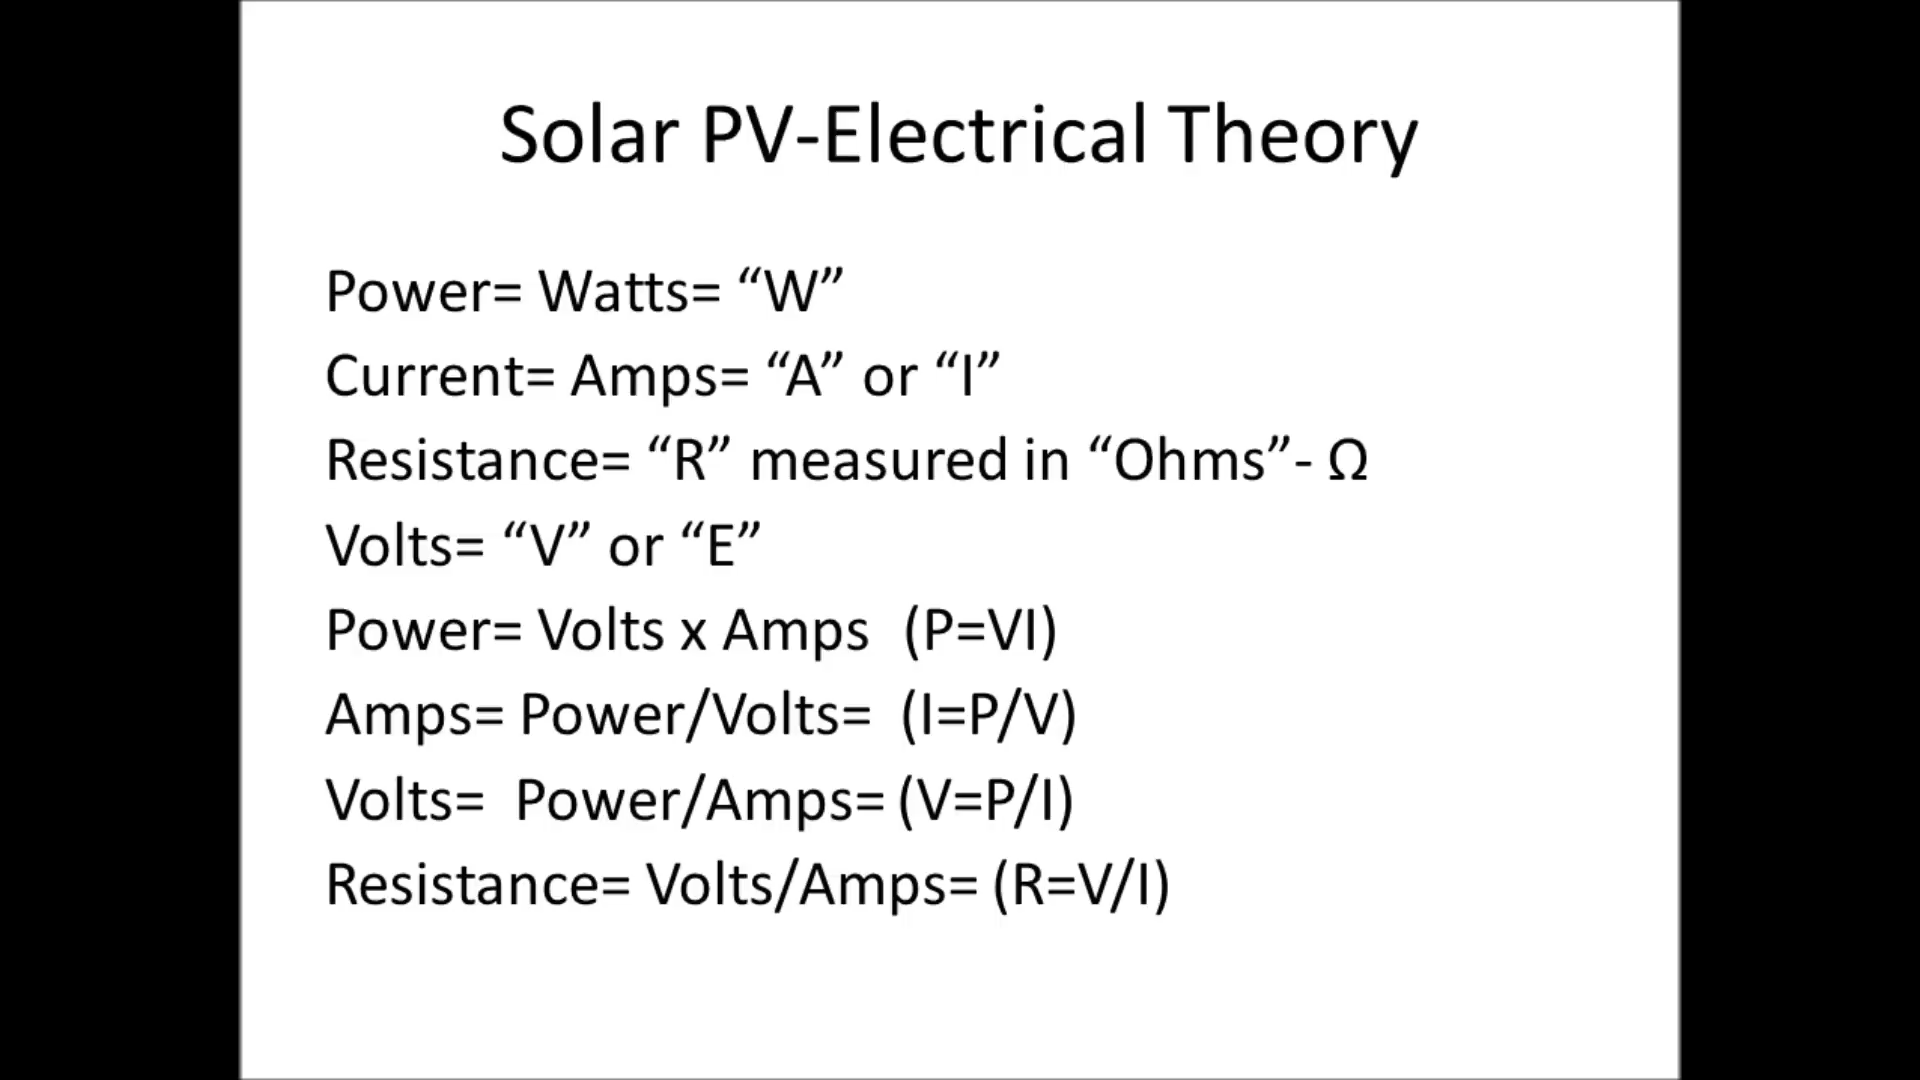 Solar PV-Electrical Theory
Power= Watts= “W”
Current= Amps= “A” or “I”
Resistance= “R” measured in “Ohms”- Ω
Volts= “V” or “E”
Power= Volts x Amps  (P=VI)
Amps= Power/Volts=  (I=P/V)
Volts=  Power/Amps= (V=P/I)
Resistance= Volts/Amps= (R=V/I)